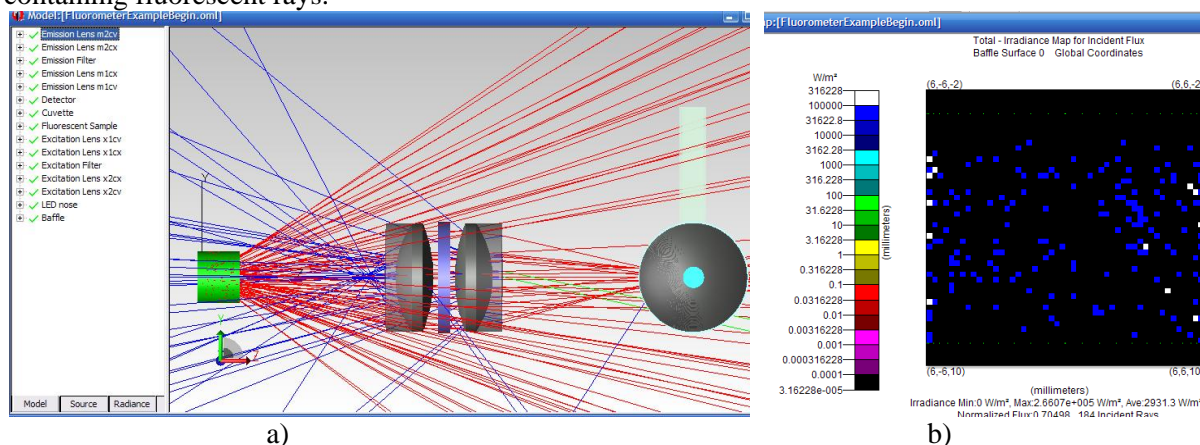 containing fluorescent rays.
Model:[FluorometerExampleBegin.oml]
Emission Lens m2cv
Emission Lens m2cx
Emission Filter
Emission Lens m1cx
Emission Lens m1cv
Detector
Cuvette
Fluorescent Sample
Excitation Lens x1cv
Excitation Lens x1cx
Excitation Filter
Excitation Lens x2cx
Excitation Lens x2cv
LED nose
Baffle
Y
Y
Z
Model Source Radiance
a)
ap:[FluorometerExampleBegin.oml]
Total - Irradiance Map for Incident Flux
Baffle Surface 0 Global Coordinates
W/m²
316228
100000
31622.8
10000
3162.28
1000
316.228
100
31.6228
10
3.16228
1
0.316228
0.1
0.0316228
0.01
0.00316228
0.001
0.000316228
0.0001
3.16228e-005
(6,-6,-2) (6,6,-2
(millimeters)
(6,-6,10) (6,6,10
(millimeters)
Irradiance Min:0 W/m², Max:2.6607e+005 W/m², Ave:2931.3 W/m²
Normalized Flux:0.70498, 184 Incident Rays
b)